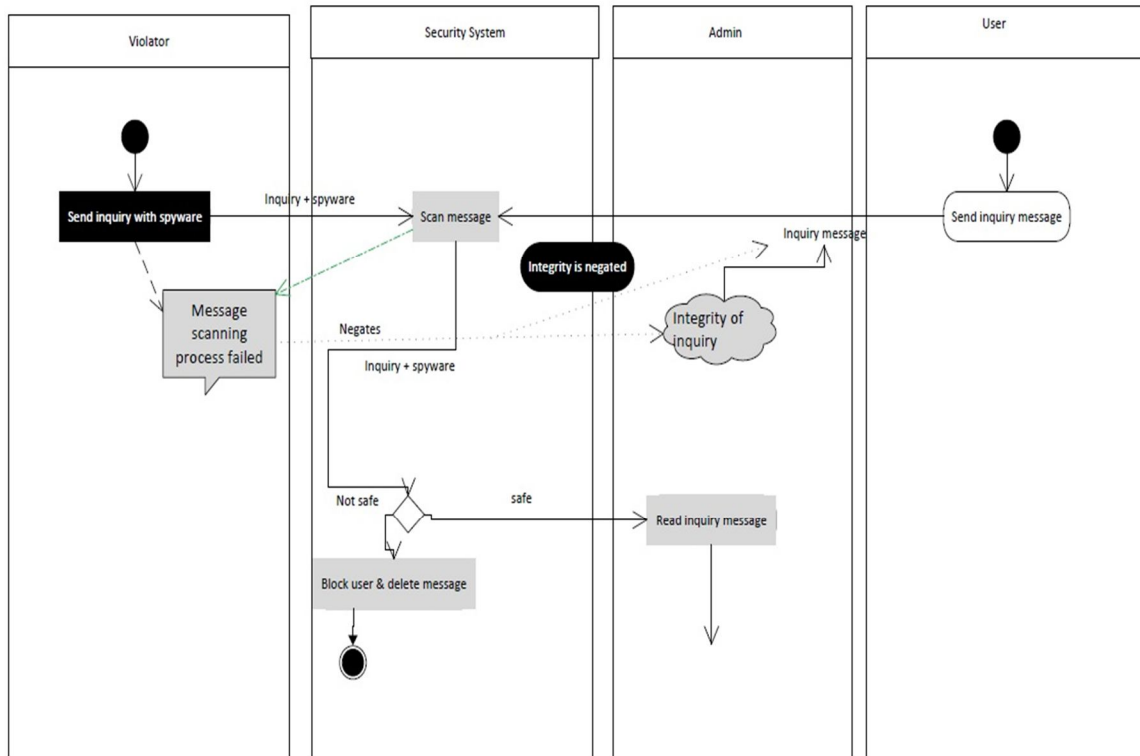 Violator
Security System
Admin
User
Send inquiry with spyware
Inquiry + spyware
Scan message
Send inquiry message
Inquiry message
Integrity is negated
Message
scanning
process failed
Negates
Integrity of
inquiry
Inquiry + spyware
Not safe
safe
Read inquiry message
Block user & delete message